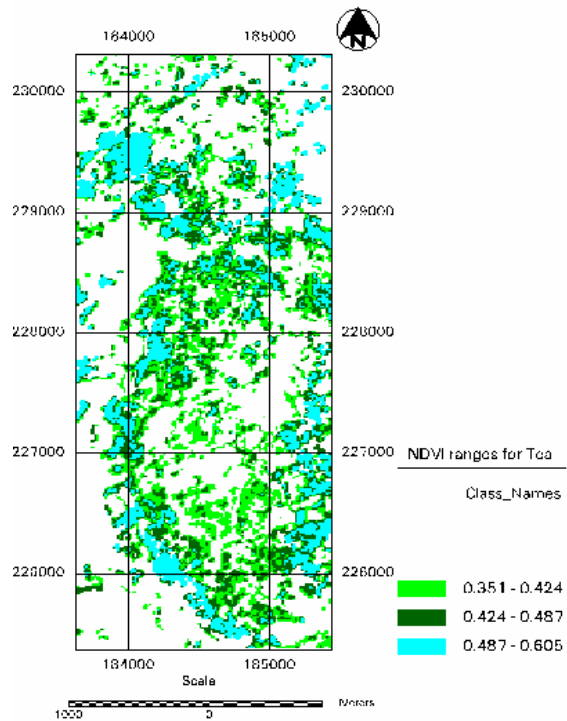 184000 185000
N
230000 230000
229000 229000
228000 228000
227000 227000
NDVI ranges for Tea
Class_Names
226000 226000
0.351 - 0.424
0.424 - 0.487
0.487 - 0.605
184000 185000
Scale
1000 0 Meters